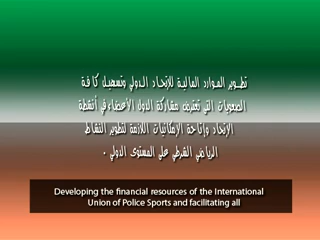 تطوير الموارد المالية للإتحاد الدولي وتسهيل كافة
الصعوبات التي تعترض مشاركة الدول الأعضاء في أنشطة
الإتحاد وإتاحة الإمكانيات اللازمة لتطوير النشاط
الرياضي الشرطي على المستوى الدولي .
Developing the financial resources of the International
Union of Police Sports and facilitating all